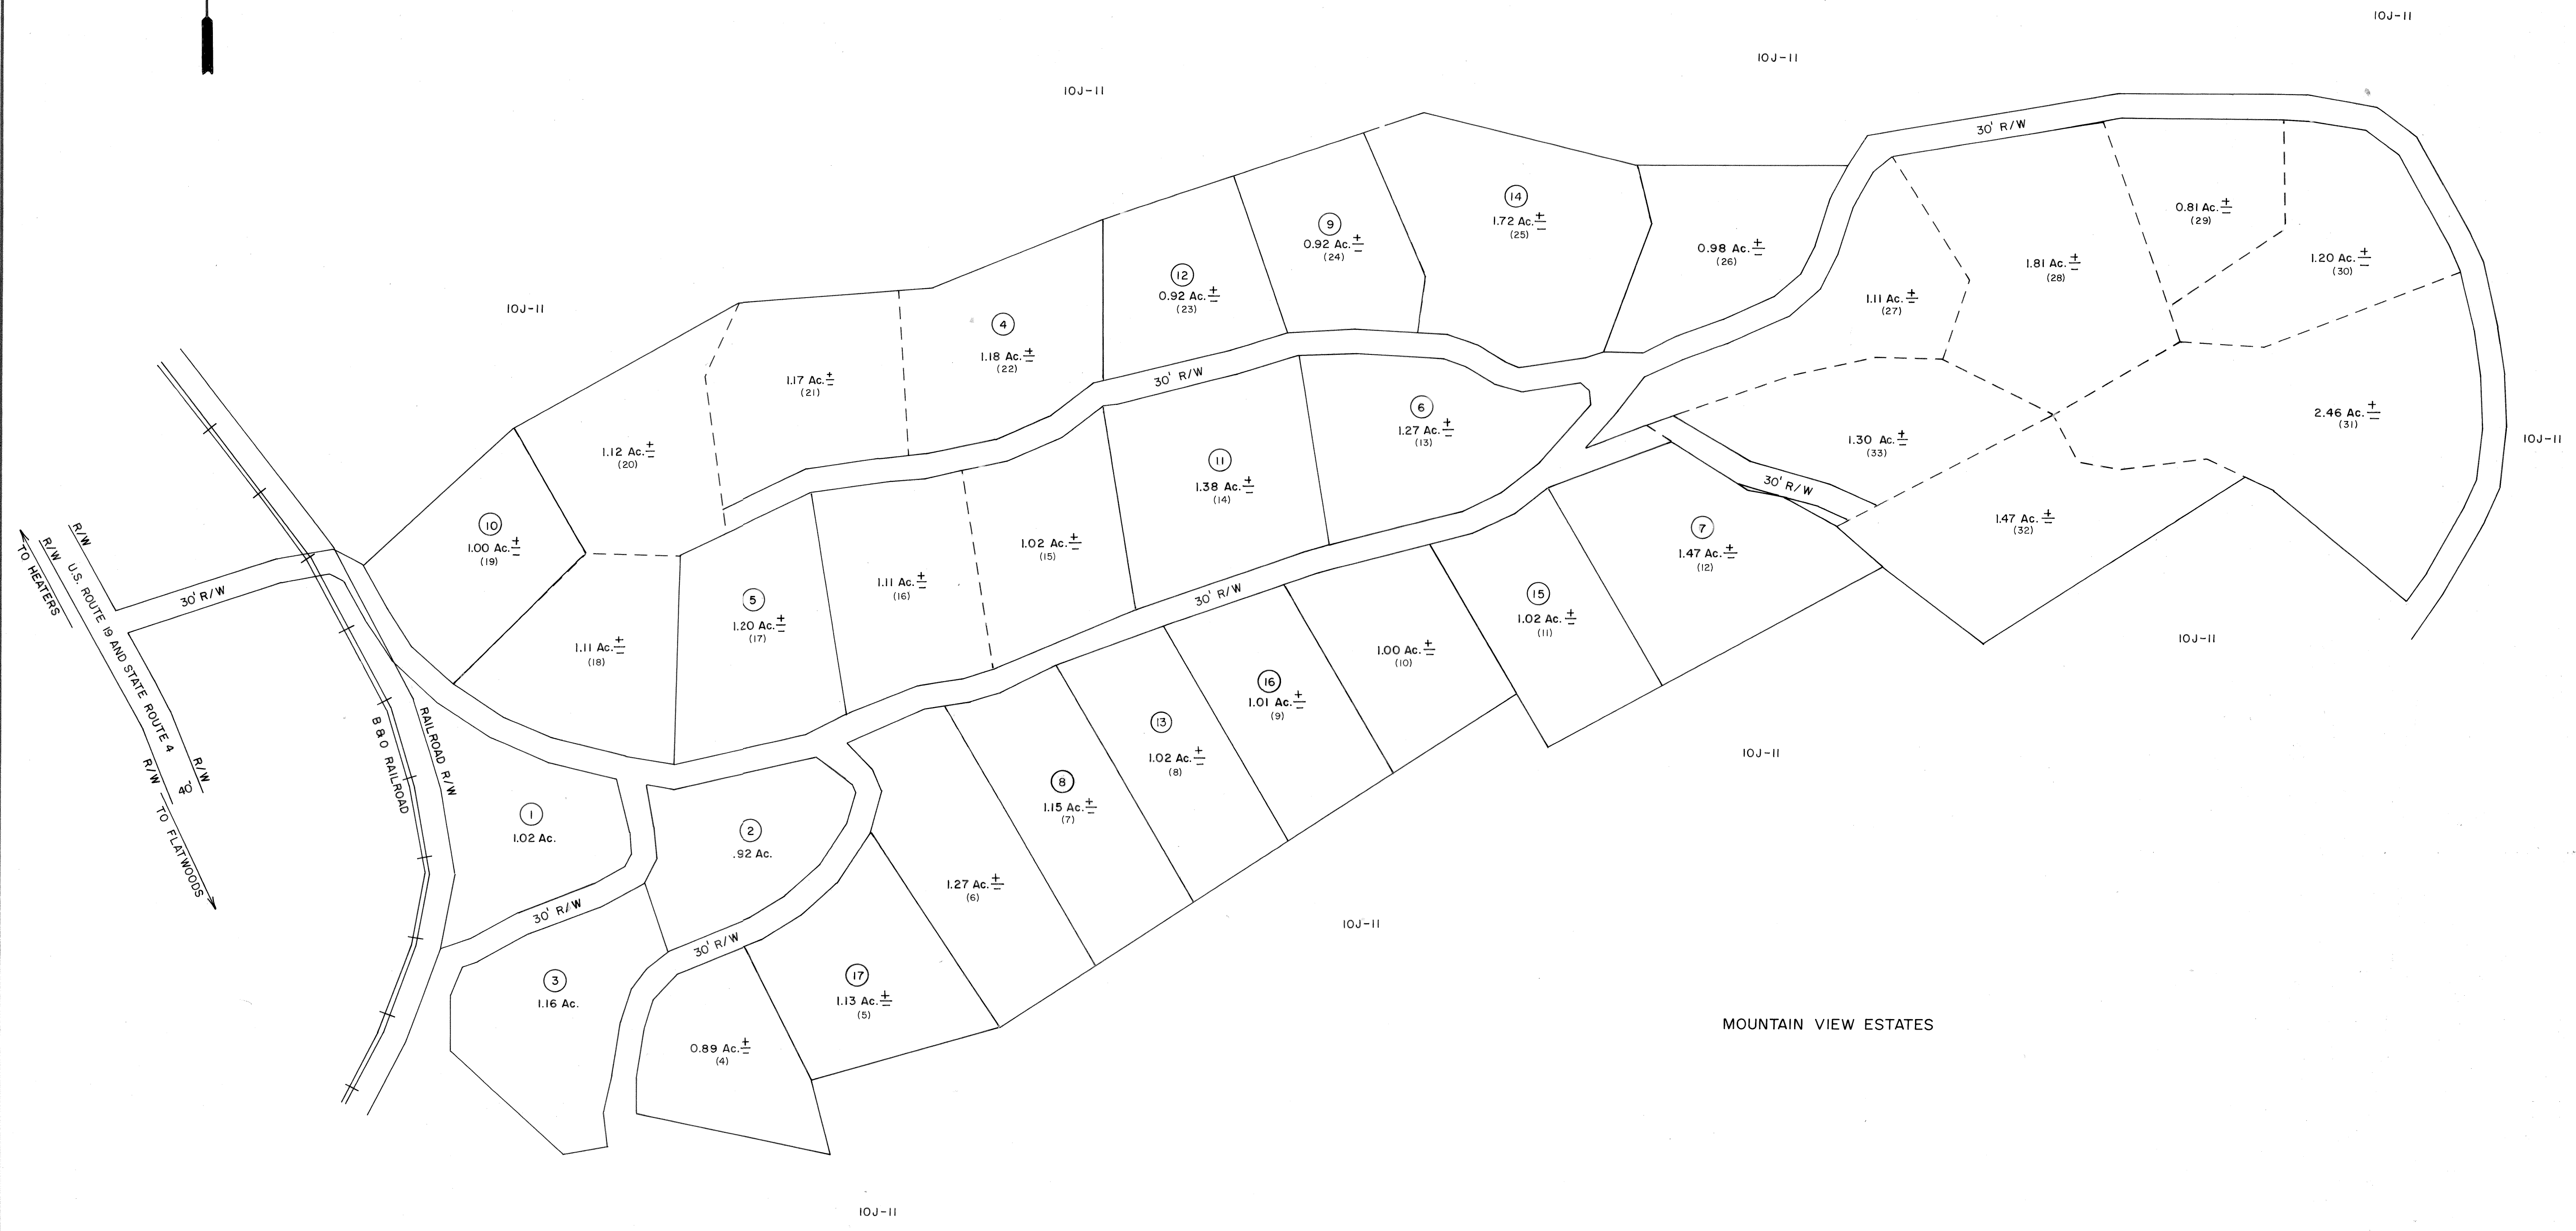 10J-11
10J-11
10J-11
10J-11
10J-11
10J-11
10J-11
10J-11
10J-11
30' R/W
14
1.72 Ac.±
(25)
9
0.92 Ac.±
(24)
12
0.92 Ac.±
(23)
4
1.18 Ac.±
(22)
1.17 Ac.±
(21)
1.12 Ac.±
(20)
10
1.00 Ac.±
(19)
0.98 Ac.±
(26)
1.11 Ac.±
(27)
1.81 Ac.±
(28)
0.81 Ac.±
(29)
1.20 Ac.±
(30)
2.46 Ac.±
(31)
1.47 Ac.±
(32)
1.30 Ac.±
(33)
30' R/W
30' R/W
6
1.27 Ac.±
(13)
11
1.38 Ac.±
(14)
1.02 Ac.±
(15)
1.11 Ac.±
(16)
5
1.20 Ac.±
(17)
1.11 Ac.±
(18)
30' R/W
7
1.47 Ac.±
(12)
15
1.02 Ac.±
(11)
1.00 Ac.±
(10)
16
1.01 Ac.±
(9)
13
1.02 Ac.±
(8)
8
1.15 Ac.±
(7)
1.27 Ac.±
(6)
17
1.13 Ac.±
(5)
0.89 Ac.±
(4)
30' R/W
2
.92 Ac.
1
1.02 Ac.
30' R/W
3
1.16 Ac.
30' R/W
R/W
R/W
TO HEATERS
U.S. ROUTE 19 AND STATE ROUTE 4
R/W
R/W
40'
TO FLATWOODS
B & O RAILROAD
RAILROAD R/W
MOUNTAIN VIEW ESTATES